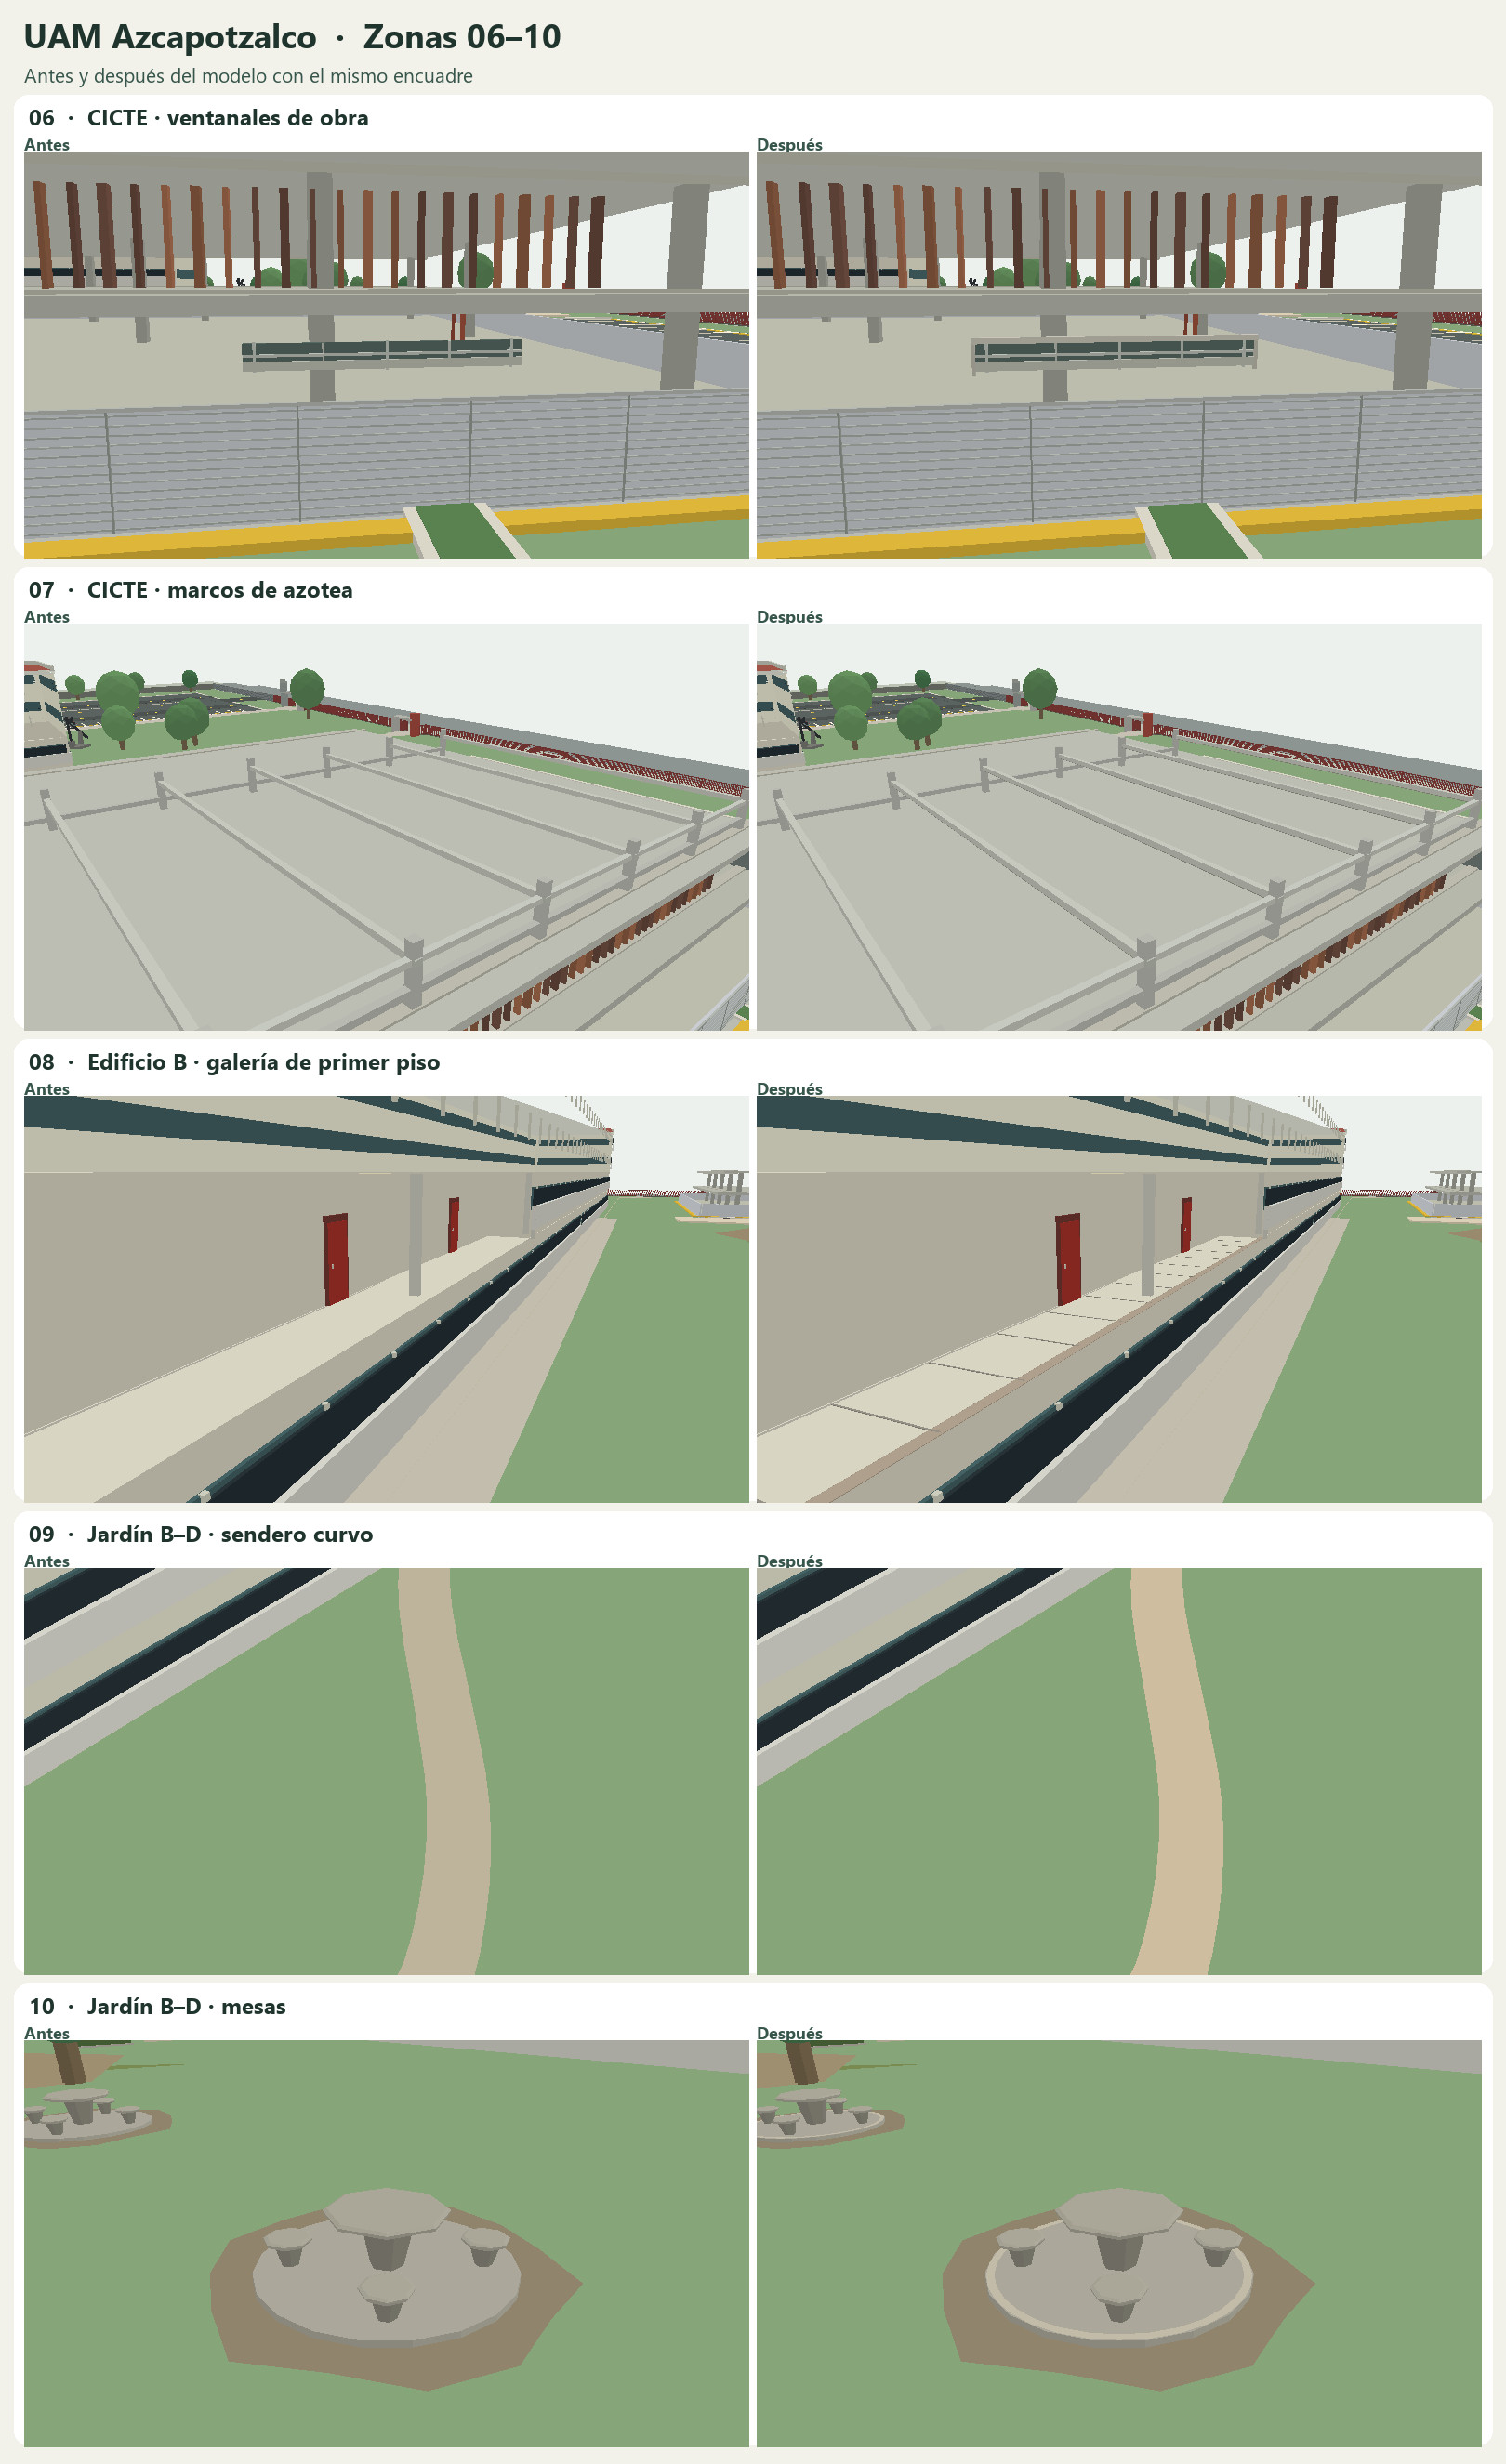 UAM Azcapotzalco · Zonas 06–10
Antes y después del modelo con el mismo encuadre
06 · CICTE · ventanales de obra
Antes
Después
07 · CICTE · marcos de azotea
Antes
Después
08 · Edificio B · galería de primer piso
Antes
Después
09 · Jardín B–D · sendero curvo
Antes
Después
10 · Jardín B–D · mesas
Antes
Después